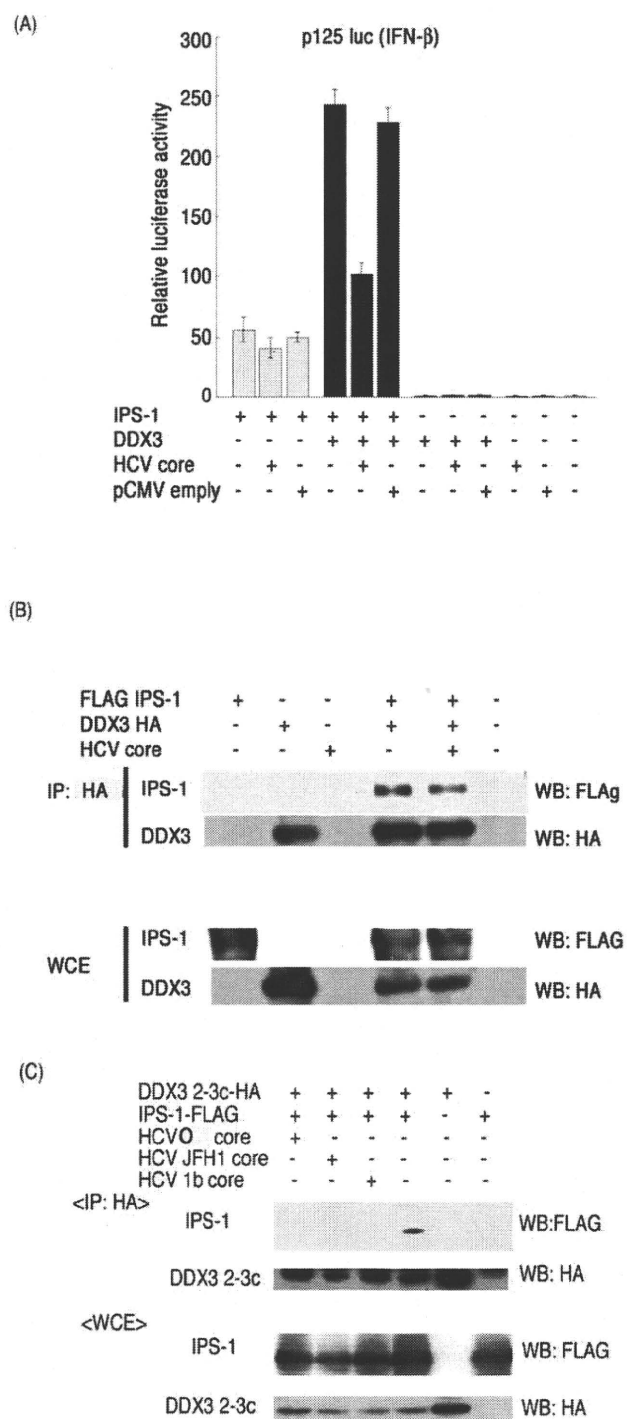 (A)
p125 luc (IFN-β)
Relative luciferase activity
300
250
200
150
100
50
0
IPS-1 + + + + + + - - - - - -
DDX3 - - - + + + + + + - - -
HCV core - + - - + - - + - + - -
pCMV emply - - + - - + - - + - + -
(B)
FLAG IPS-1 + - - + + -
DDX3 HA - + - + + -
HCV core - - + - + -
IP: HA
IPS-1 WB: FLAg
DDX3 WB: HA
WCE
IPS-1 WB: FLAG
DDX3 WB: HA
(C)
DDX3 2-3c-HA + + + + + -
IPS-1-FLAG + + + + - +
HCVO core + - - - - -
HCV JFH1 core - + - - - -
HCV 1b core - - + - - -
<IP: HA>
IPS-1 WB:FLAG
DDX3 2-3c WB: HA
<WCE>
IPS-1 WB: FLAG
DDX3 2-3c WB: HA